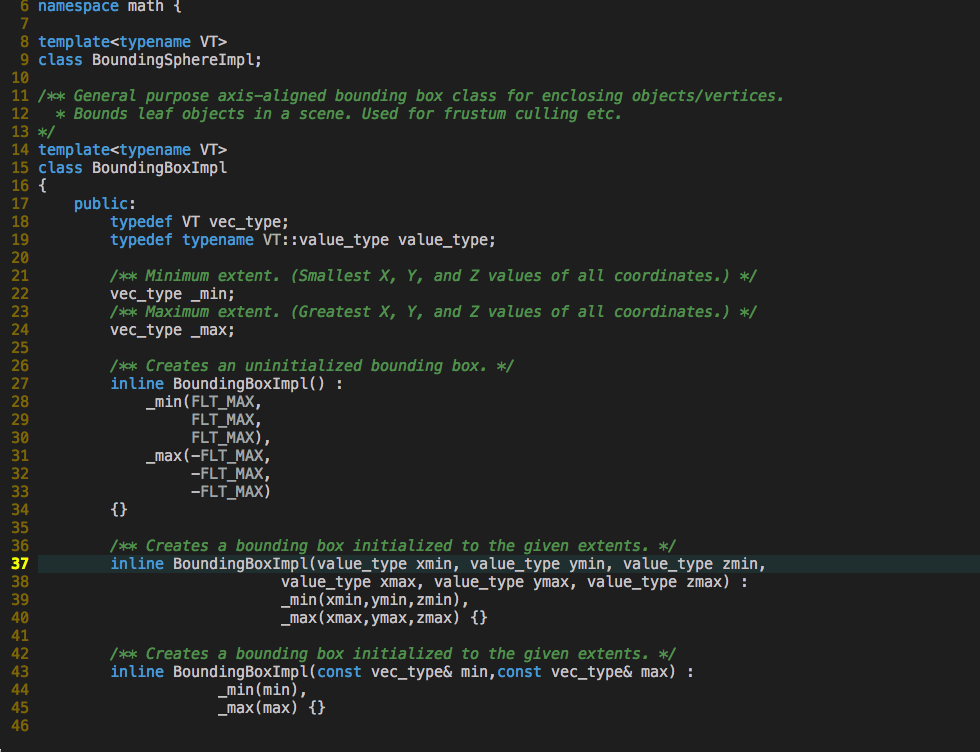 6 namespace math {
7
8 template<typename VT>
9 class BoundingSphereImpl;
10
11 /** General purpose axis-aligned bounding box class for enclosing objects/vertices.
12   * Bounds leaf objects in a scene. Used for frustum culling etc.
13 */
14 template<typename VT>
15 class BoundingBoxImpl
16 {
17     public:
18         typedef VT vec_type;
19         typedef typename VT::value_type value_type;
20
21         /** Minimum extent. (Smallest X, Y, and Z values of all coordinates.) */
22         vec_type _min;
23         /** Maximum extent. (Greatest X, Y, and Z values of all coordinates.) */
24         vec_type _max;
25
26         /** Creates an uninitialized bounding box. */
27         inline BoundingBoxImpl() :
28             _min(FLT_MAX,
29                  FLT_MAX,
30                  FLT_MAX),
31             _max(-FLT_MAX,
32                  -FLT_MAX,
33                  -FLT_MAX)
34         {}
35
36         /** Creates a bounding box initialized to the given extents. */
37         inline BoundingBoxImpl(value_type xmin, value_type ymin, value_type zmin,
38                            value_type xmax, value_type ymax, value_type zmax) :
39                            _min(xmin,ymin,zmin),
40                            _max(xmax,ymax,zmax) {}
41
42         /** Creates a bounding box initialized to the given extents. */
43         inline BoundingBoxImpl(const vec_type& min,const vec_type& max) :
44                     _min(min),
45                     _max(max) {}
46